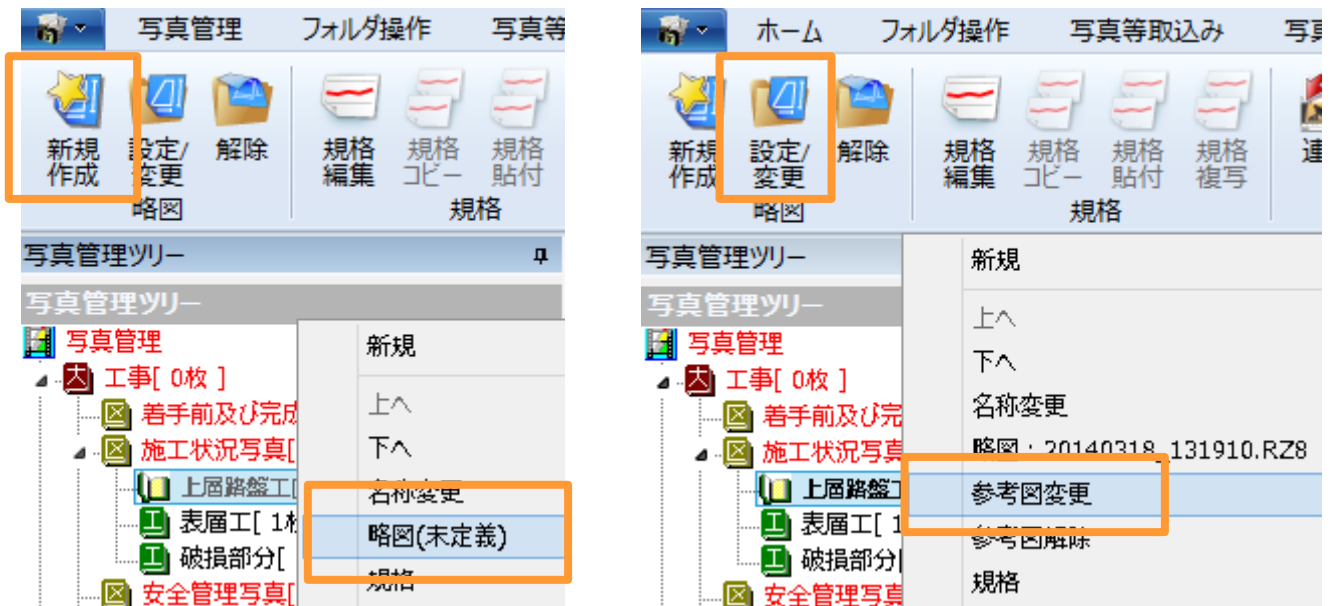 写真管理 フォルダ操作 写真等
新規作成 設定/変更 解除 規格編集 規格コピー 規格貼付
略図 規格
写真管理ツリー
写真管理ツリー
写真管理
工事[ 0枚 ]
着手前及び完成
施工状況写真[
上層路盤工[
表層工[ 1枚
破損部分[
安全管理写真[
新規
上へ
下へ
名称変更
略図(未定義)
規格
ホーム フォルダ操作 写真等取込み 写真
新規作成 設定/変更 解除 規格編集 規格コピー 規格貼付 規格複写 連
略図 規格
写真管理ツリー
写真管理ツリー
写真管理
工事[ 0枚 ]
着手前及び完
施工状況写真
上層路盤工
表層工[ 1
破損部分[
安全管理写真
新規
上へ
下へ
名称変更
略図：20140318_131910.RZ8
参考図変更
参考図解除
規格